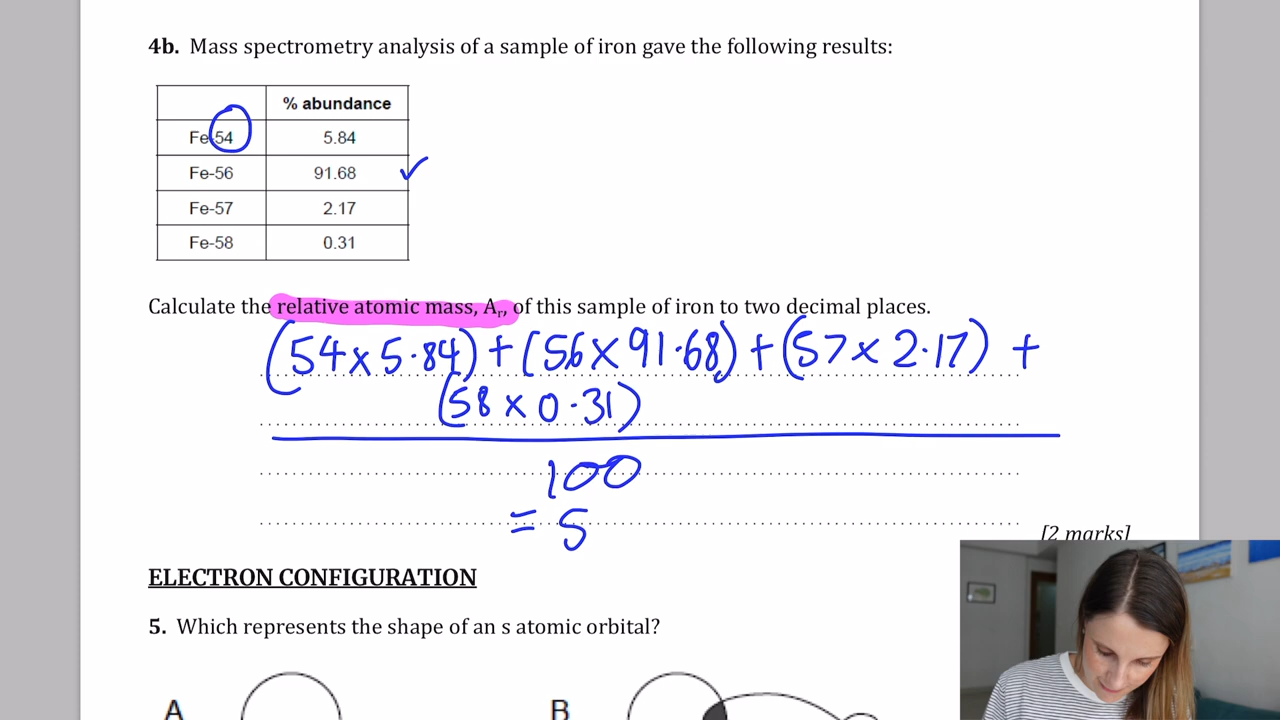 4b. Mass spectrometry analysis of a sample of iron gave the following results:
% abundance
Fe-54 5.84
Fe-56 91.68
Fe-57 2.17
Fe-58 0.31
Calculate the relative atomic mass, Ar, of this sample of iron to two decimal places.
(54 x 5.84) + (56 x 91.68) + (57 x 2.17) +
(58 x 0.31)
100
= 5
[2 marks]
ELECTRON CONFIGURATION
5. Which represents the shape of an s atomic orbital?
A B